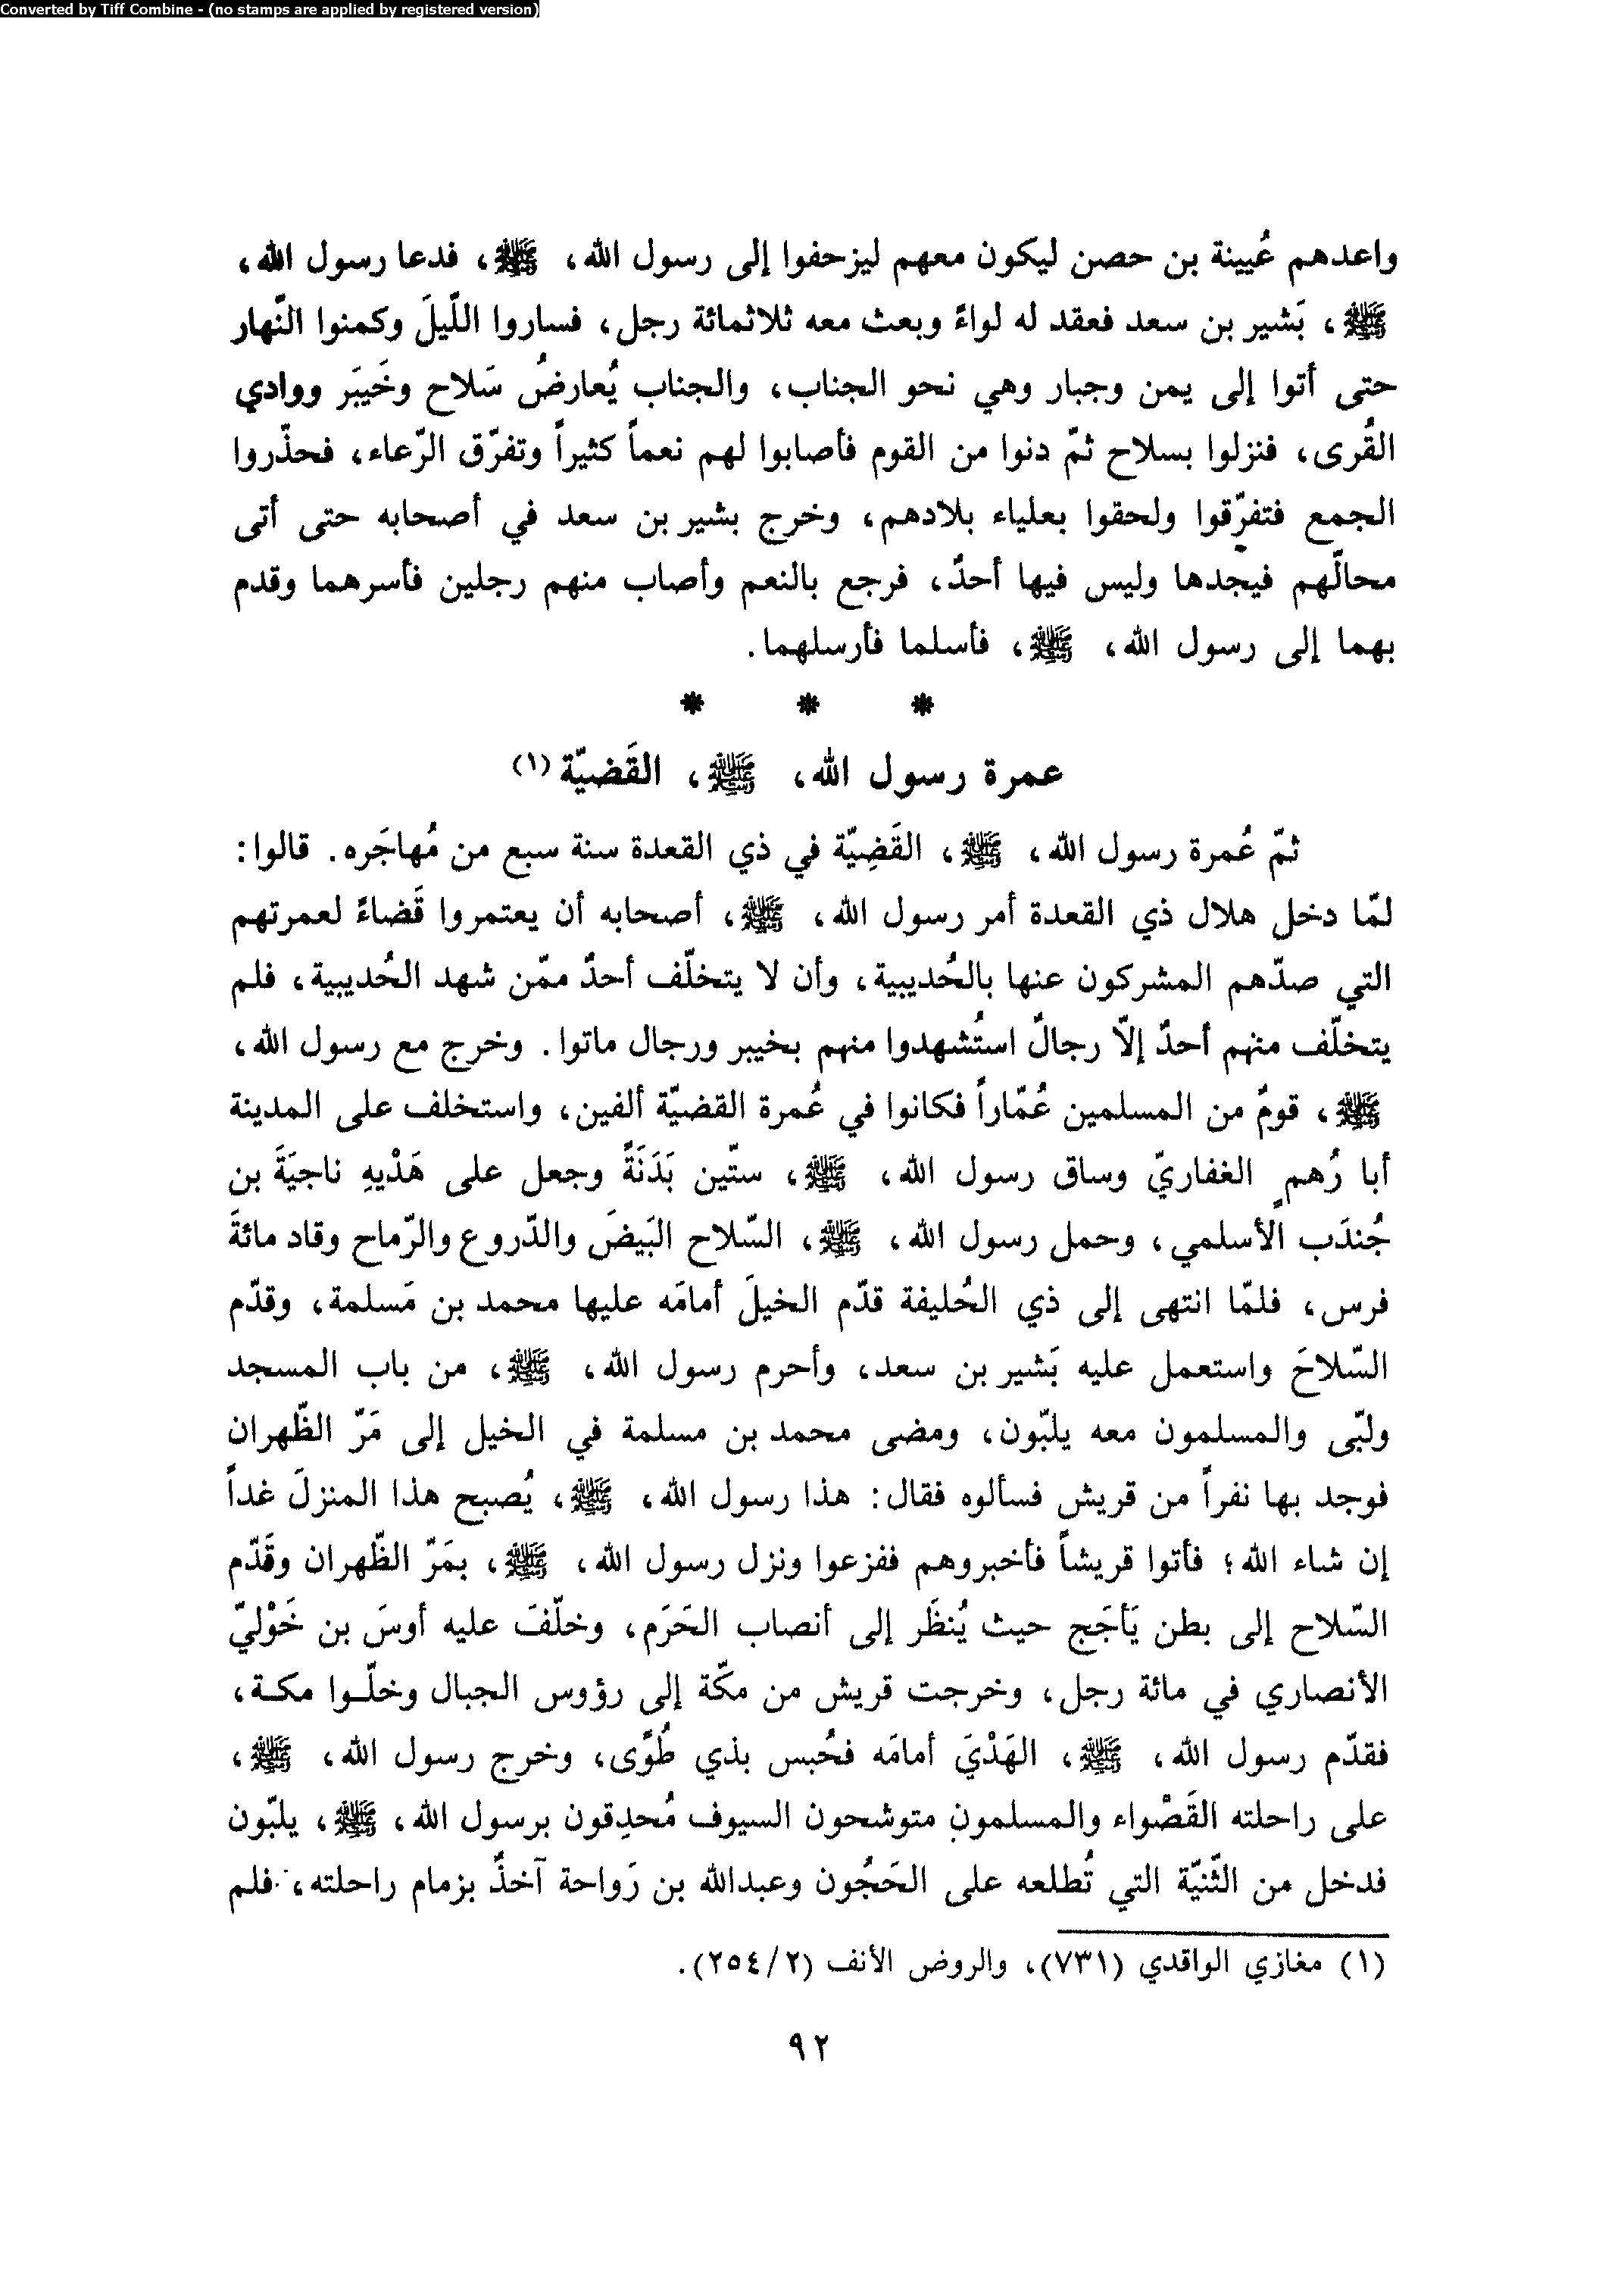 Converted by Tiff Combine - (no stamps are applied by registered version)
واعدهم عُيينة بن حصن ليكون معهم ليزحفوا إلى رسول الله، ﷺ، فدعا رسول الله،
ﷺ، بَشير بن سعد فعقد له لواءً وبعث معه ثلاثمائة رجل، فساروا اللّيلَ وكمنوا النّهار
حتى أتوا إلى يمن وجبار وهي نحو الجناب، والجناب يُعارضُ سَلاح وخَيبَر ووادي
القُرى، فنزلوا بسلاح ثمّ دنوا من القوم فأصابوا لهم نعماً كثيراً وتفرّق الرّعاء، فحذّروا
الجمع فتفرّقوا ولحقوا بعلياء بلادهم، وخرج بشير بن سعد في أصحابه حتى أتى
محالّهم فيجدها وليس فيها أحدٌ، فرجع بالنعم وأصاب منهم رجلين فأسرهما وقدم
بهما إلى رسول الله، ﷺ، فأسلما فأرسلهما.
* * *
عمرة رسول الله، ﷺ، القَضيّة (١)
ثمّ عُمرة رسول الله، ﷺ، القَضِيّة في ذي القعدة سنة سبع من مُهاجَره. قالوا:
لمّا دخل هلال ذي القعدة أمر رسول الله، ﷺ، أصحابه أن يعتمروا قَضاءً لعمرتهم
التي صدّهم المشركون عنها بالحُديبية، وأن لا يتخلّف أحدٌ ممّن شهد الحُديبية، فلم
يتخلّف منهم أحدٌ إلّا رجالٌ استُشهدوا منهم بخيبر ورجال ماتوا. وخرج مع رسول الله،
ﷺ، قومٌ من المسلمين عُمّاراً فكانوا في عُمرة القضيّة ألفين، واستخلف على المدينة
أبا رُهمٍ الغفاريّ وساق رسول الله، ﷺ، ستّين بَدَنَةً وجعل على هَدْيهِ ناجيَةَ بن
جُندَب الأسلمي، وحمل رسول الله، ﷺ، السّلاح البَيضَ والدّروع والرّماح وقاد مائةَ
فرس، فلمّا انتهى إلى ذي الحُليفة قدّم الخيلَ أمامَه عليها محمد بن مَسلمة، وقدّم
السّلاحَ واستعمل عليه بَشير بن سعد، وأحرم رسول الله، ﷺ، من باب المسجد
ولبّى والمسلمون معه يلبّون، ومضى محمد بن مسلمة في الخيل إلى مَرّ الظّهران
فوجد بها نفراً من قريش فسألوه فقال: هذا رسول الله، ﷺ، يُصبح هذا المنزلَ غداً
إن شاء الله؛ فأتوا قريشاً فأخبروهم ففزعوا ونزل رسول الله، ﷺ، بمَرّ الظّهران وقَدّم
السّلاح إلى بطن يَأجَج حيث يُنظَر إلى أنصاب الحَرَم، وخلّفَ عليه أوسَ بن خَوْليّ
الأنصاري في مائة رجل، وخرجت قريش من مكّة إلى رؤوس الجبال وخلّوا مكة،
فقدّم رسول الله، ﷺ، الهَدْيَ أمامَه فحُبس بذي طُوًى، وخرج رسول الله، ﷺ،
على راحلته القَصْواء والمسلمون متوشحون السيوف مُحدِقون برسول الله، ﷺ، يلبّون
فدخل من الثّنيّة التي تُطلعه على الحَجُون وعبدالله بن رَواحة آخذٌ بزمام راحلته، فلم
(١) مغازي الواقدي (٧٣١)، والروض الأنف (٢/ ٢٥٤).
٩٢